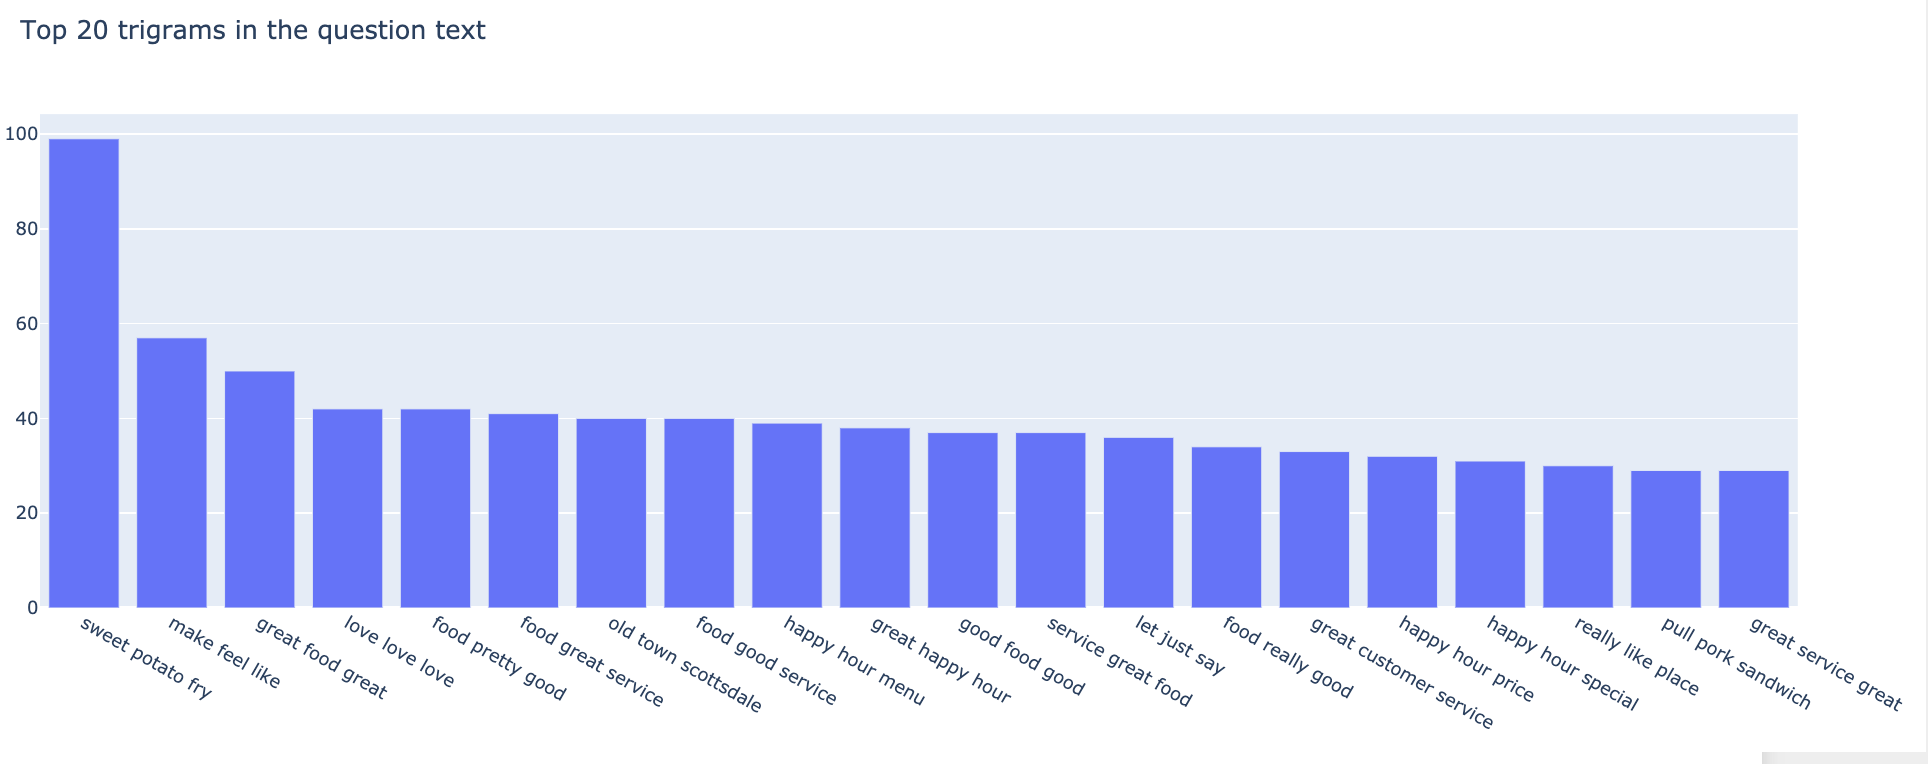 Top 20 trigrams in the question text
100
80
60
40
20
0
sweet potato fry
make feel like
great food great
love love love
food pretty good
food great service
old town scottsdale
food good service
happy hour menu
great happy hour
good food good
service great food
let just say
food really good
great customer service
happy hour price
happy hour special
really like place
pull pork sandwich
great service great